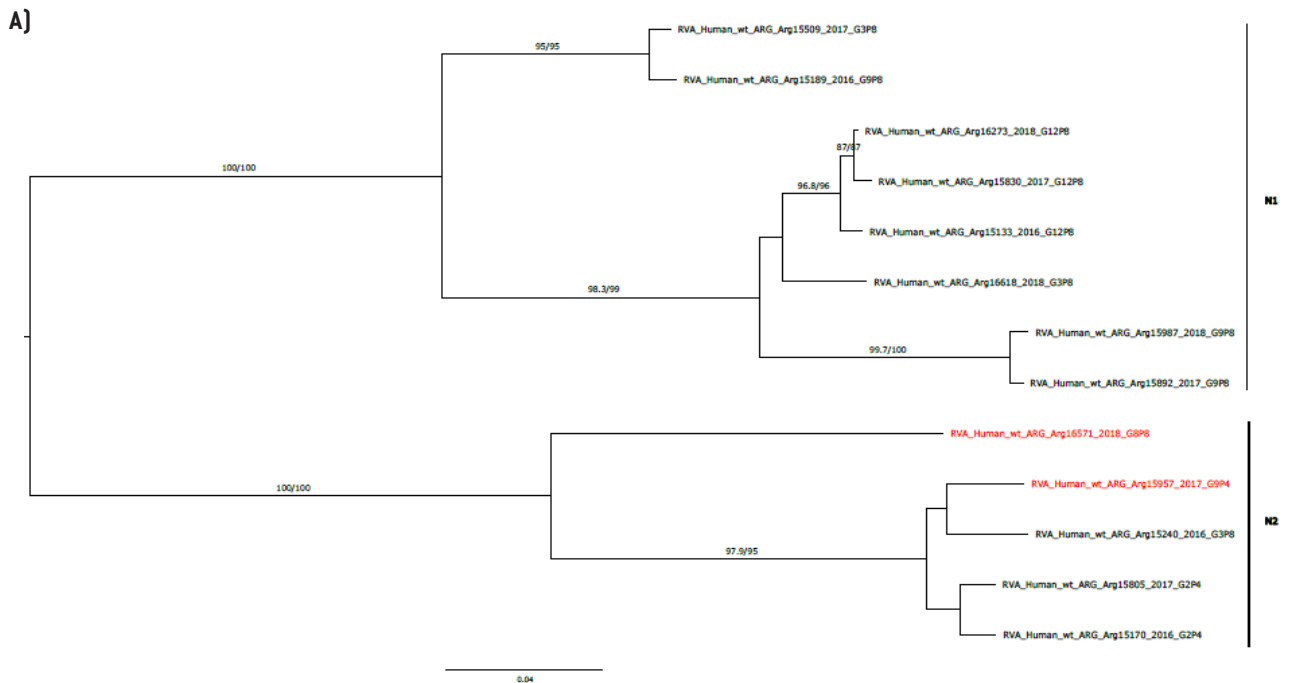 A)
RVA_Human_wt_ARG_Arg15509_2017_G3P8
95/95
RVA_Human_wt_ARG_Arg15189_2016_G9P8
RVA_Human_wt_ARG_Arg16273_2018_G12P8
87/87
100/100
RVA_Human_wt_ARG_Arg15830_2017_G12P8
96.8/96
N1
RVA_Human_wt_ARG_Arg15133_2016_G12P8
RVA_Human_wt_ARG_Arg16618_2018_G3P8
98.3/99
RVA_Human_wt_ARG_Arg15987_2018_G9P8
99.7/100
RVA_Human_wt_ARG_Arg15892_2017_G9P8
RVA_Human_wt_ARG_Arg16571_2018_G8P8
100/100
RVA_Human_wt_ARG_Arg15957_2017_G9P4
N2
RVA_Human_wt_ARG_Arg15240_2016_G3P8
97.9/95
RVA_Human_wt_ARG_Arg15805_2017_G2P4
RVA_Human_wt_ARG_Arg15170_2016_G2P4
0.04